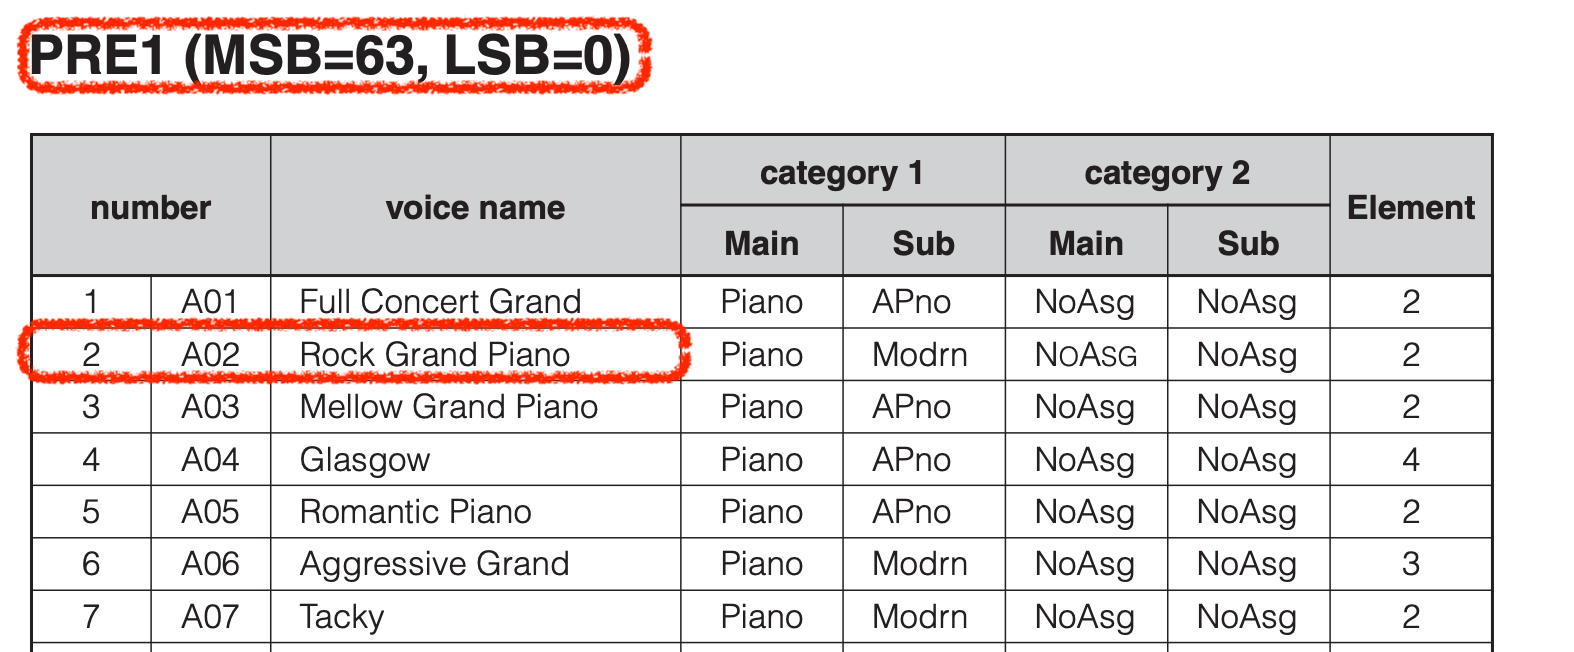 PRE1 (MSB=63, LSB=0)
number voice name category 1 category 2 Element
Main Sub Main Sub
1 A01 Full Concert Grand Piano APno NoAsg NoAsg 2
2 A02 Rock Grand Piano Piano Modrn NOASG NoAsg 2
3 A03 Mellow Grand Piano Piano APno NoAsg NoAsg 2
4 A04 Glasgow Piano APno NoAsg NoAsg 4
5 A05 Romantic Piano Piano APno NoAsg NoAsg 2
6 A06 Aggressive Grand Piano Modrn NoAsg NoAsg 3
7 A07 Tacky Piano Modrn NoAsg NoAsg 2